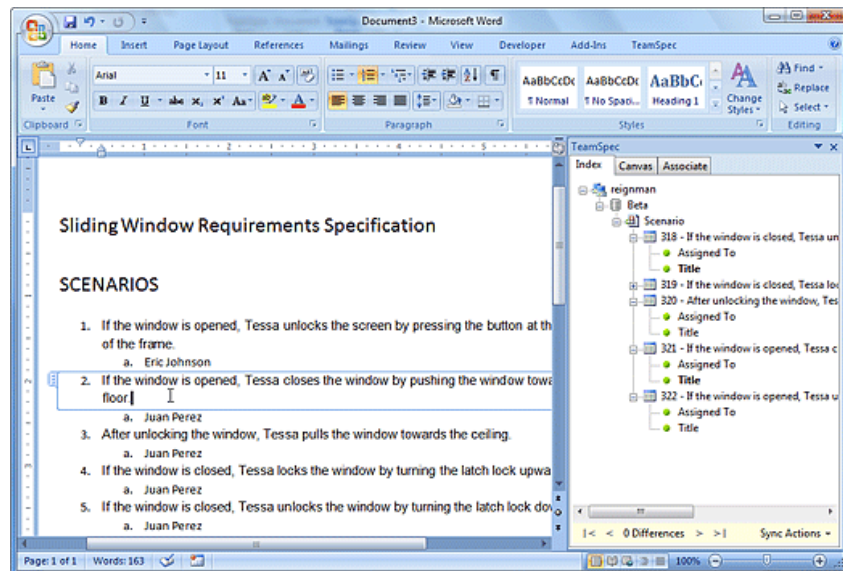 Document3 - Microsoft Word
Home Insert Page Layout References Mailings Review View Developer Add-Ins TeamSpec
Paste
Arial 11
B I U abc x, x' Aa A
AaBbCcDc AaBbCcDc AaBbC
¶ Normal ¶ No Spaci... Heading 1
Change Styles
Find
Replace
Select
Clipboard Font Paragraph Styles Editing
Sliding Window Requirements Specification
SCENARIOS
1. If the window is opened, Tessa unlocks the screen by pressing the button at th
of the frame.
a. Eric Johnson
2. If the window is opened, Tessa closes the window by pushing the window towa
floor.
a. Juan Perez
3. After unlocking the window, Tessa pulls the window towards the ceiling.
a. Juan Perez
4. If the window is closed, Tessa locks the window by turning the latch lock upwa
a. Juan Perez
5. If the window is closed, Tessa unlocks the window by turning the latch lock dov
a. Juan Perez
TeamSpec
Index Canvas Associate
reignman
Beta
Scenario
318 - If the window is closed, Tessa un
Assigned To
Title
319 - If the window is closed, Tessa loc
320 - After unlocking the window, Tes
Assigned To
Title
321 - If the window is opened, Tessa c
Assigned To
Title
322 - If the window is opened, Tessa u
Assigned To
Title
|< < 0 Differences > >| Sync Actions
Page: 1 of 1 Words: 163 100%